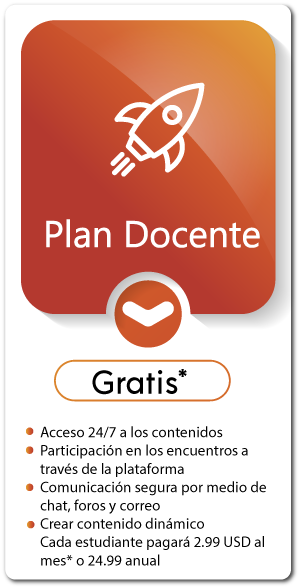 Plan Docente
Gratis*
Acceso 24/7 a los contenidos
Participación en los encuentros a
través de la plataforma
Comunicación segura por medio de
chat, foros y correo
Crear contenido dinámico
Cada estudiante pagará 2.99 USD al
mes* o 24.99 anual